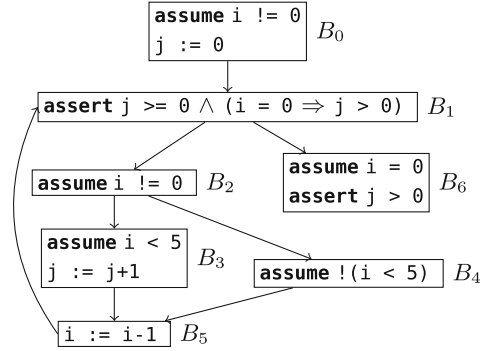 assume i != 0
j := 0
B₀
assert j >= 0 ∧ (i = 0 ⇒ j > 0)
B₁
assume i != 0
B₂
assume i = 0
assert j > 0
B₆
assume i < 5
j := j+1
B₃
assume !(i < 5)
B₄
i := i-1
B₅